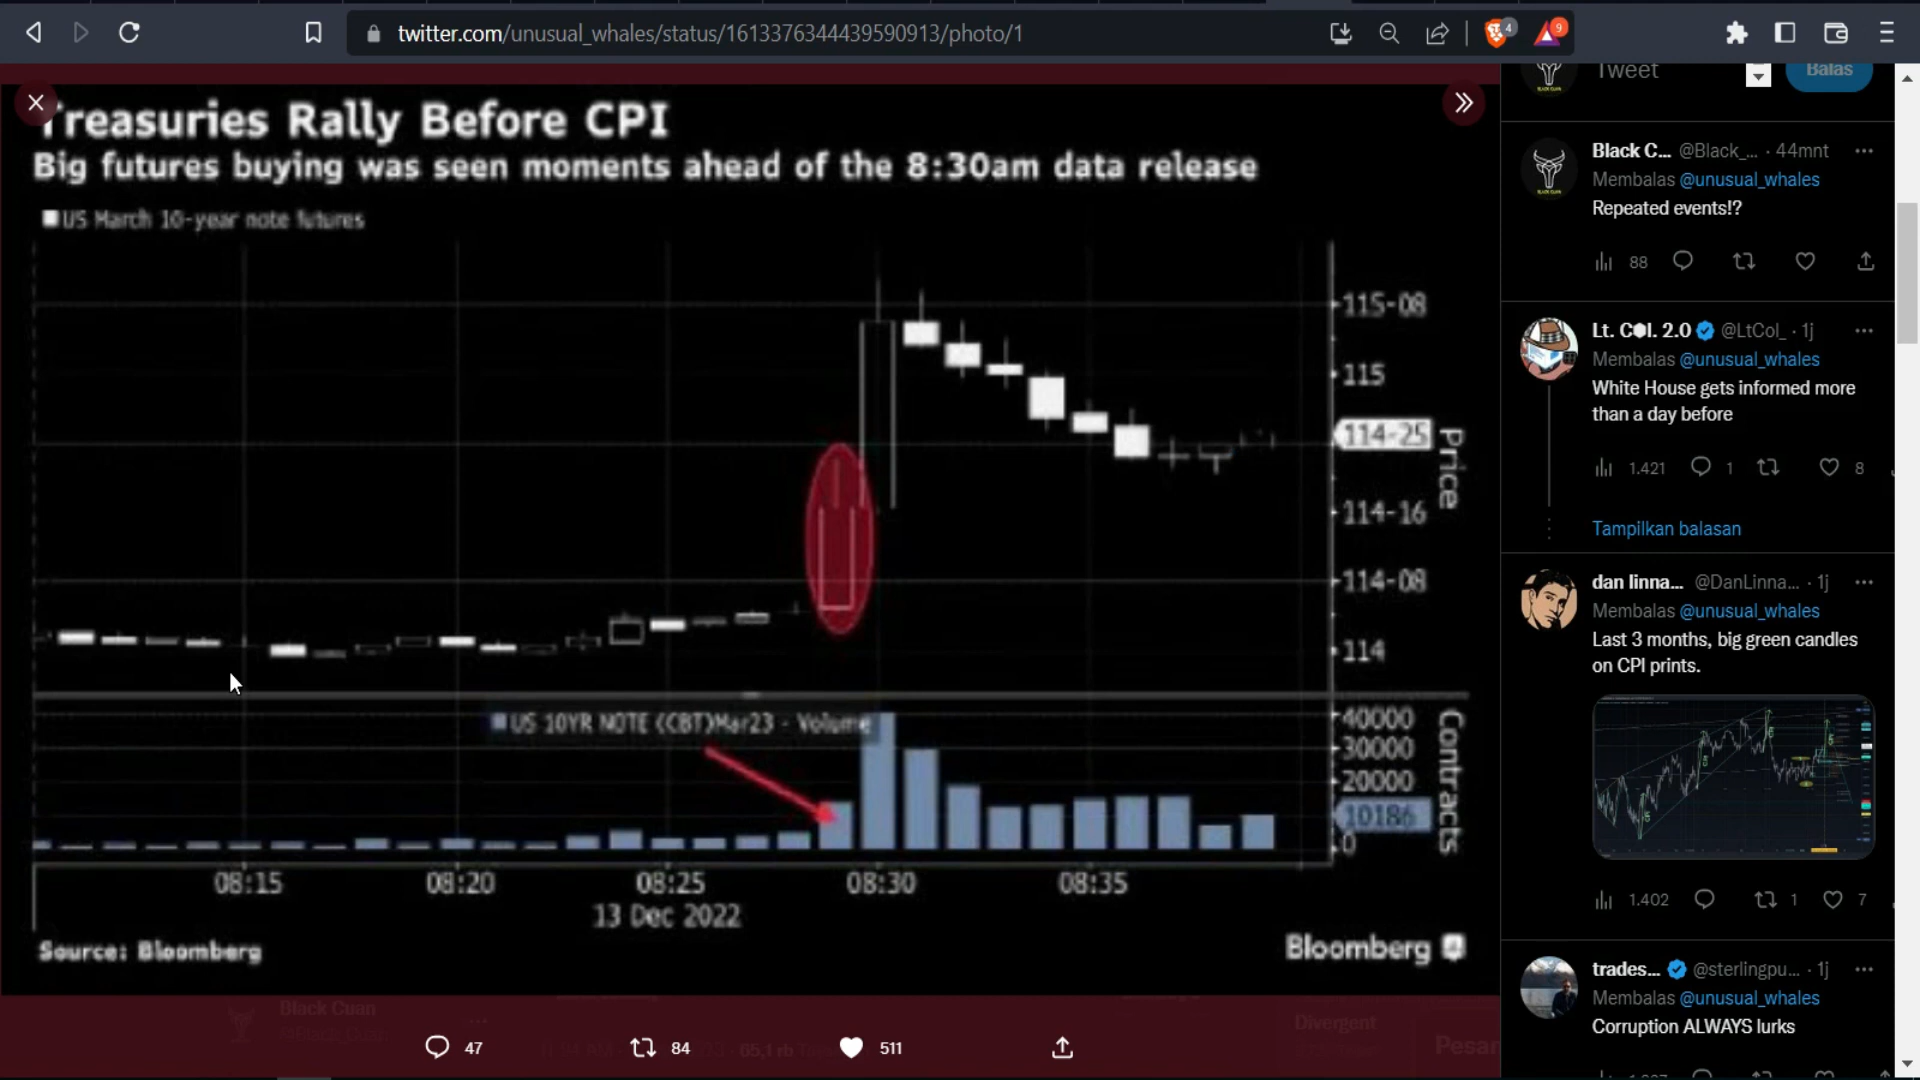 twitter.com/unusual_whales/status/1613376344439590913/photo/1
4
9
Treasuries Rally Before CPI
Big futures buying was seen moments ahead of the 8:30am data release
US March 10-year note futures
115-08
115
114-25
114-16
114-08
114
Price
US 10YR NOTE (CBT)Mar23 - Volume
40000
30000
20000
10186
0
Contracts
08:15
08:20
08:25
08:30
08:35
13 Dec 2022
Source: Bloomberg
Bloomberg
Black Cuan
Divergent
Pesan
47
84
511
Tweet
Balas
Black C... @Black_... · 44mnt
Membalas @unusual_whales
Repeated events!?
88
Lt. C⬢l. 2.0 @LtCol_ · 1j
Membalas @unusual_whales
White House gets informed more
than a day before
1.421
1
8
Tampilkan balasan
dan linna... @DanLinna... · 1j
Membalas @unusual_whales
Last 3 months, big green candles
on CPI prints.
1.402
1
7
trades... @sterlingpu... · 1j
Membalas @unusual_whales
Corruption ALWAYS lurks